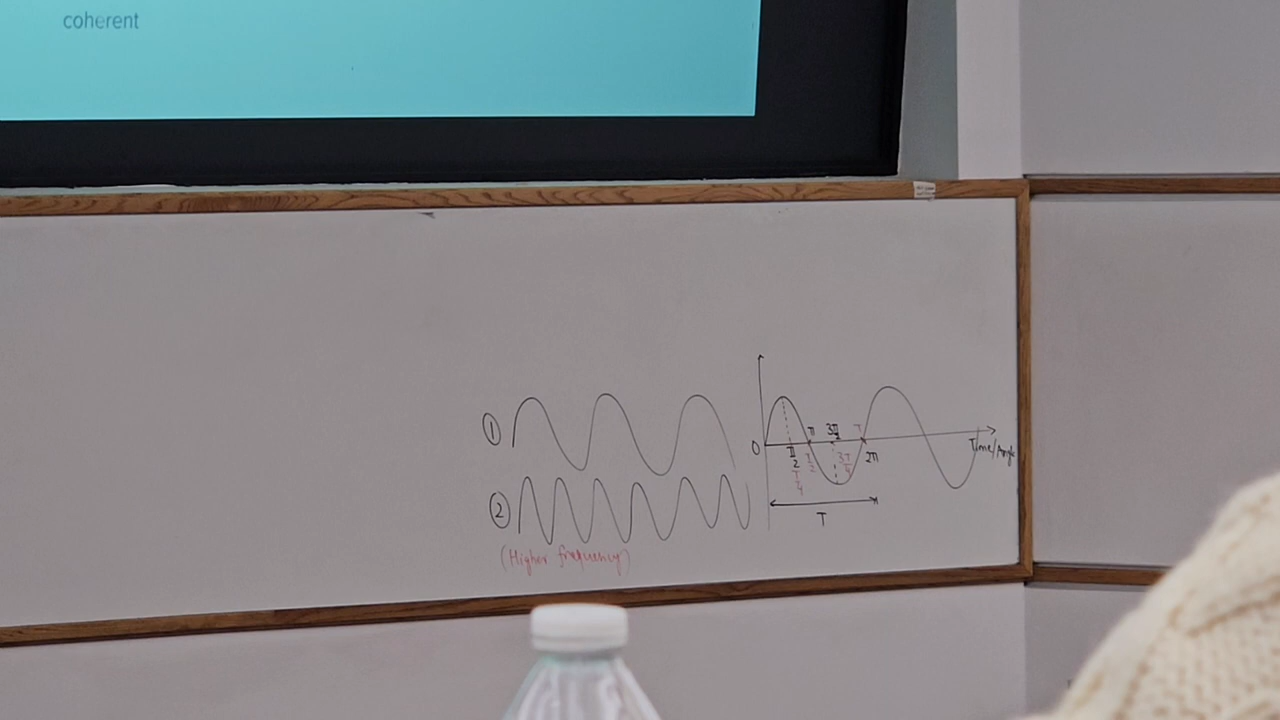 coherent
①
②
(Higher frequency)
0
π/2
π
3π/2
2π
T/4
T/2
3T/4
T
Time/Angle
T